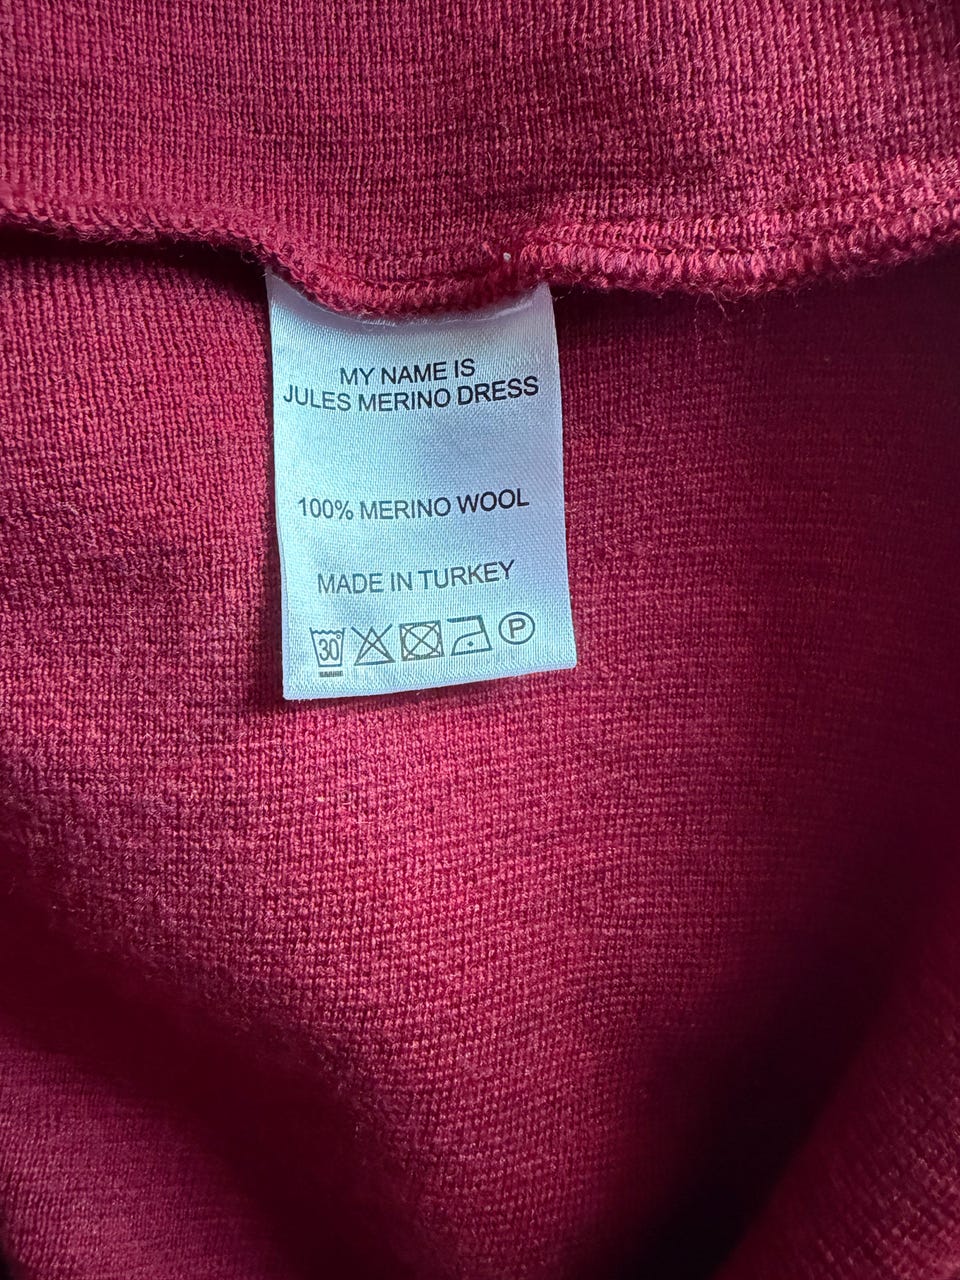 MY NAME IS
JULES MERINO DRESS
100% MERINO WOOL
MADE IN TURKEY
30° P